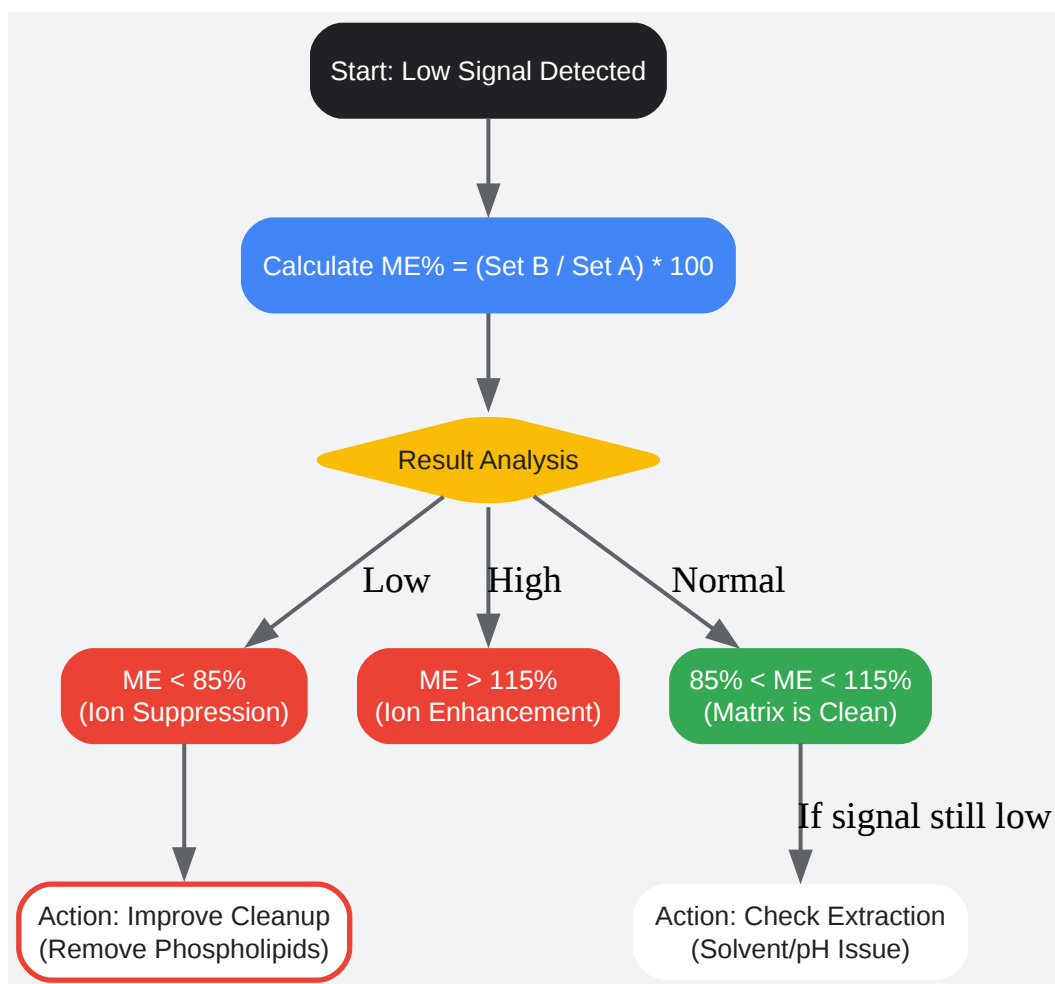 Start: Low Signal Detected
Calculate ME% = (Set B / Set A) * 100
Result Analysis
Low
High
Normal
ME < 85%
(Ion Suppression)
ME > 115%
(Ion Enhancement)
85% < ME < 115%
(Matrix is Clean)
If signal still low
Action: Improve Cleanup
(Remove Phospholipids)
Action: Check Extraction
(Solvent/pH Issue)